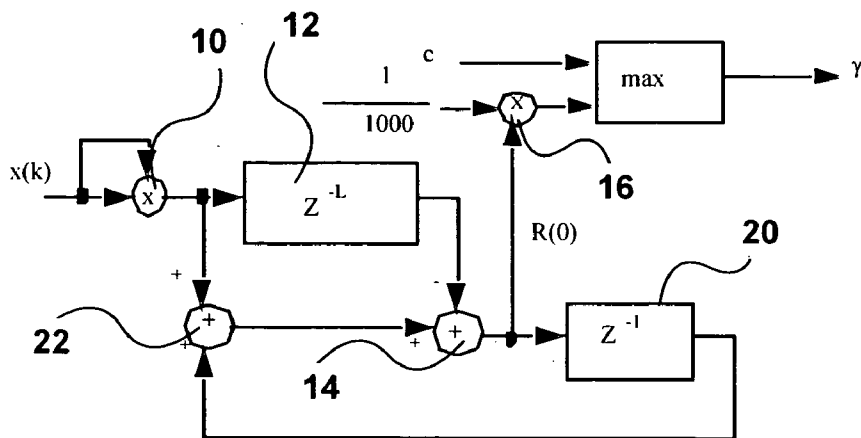 10
12
c
γ
1
1000
x
max
x(k)
x
Z -L
16
R(0)
20
+
-
22
+
+
+
+
14
Z -1